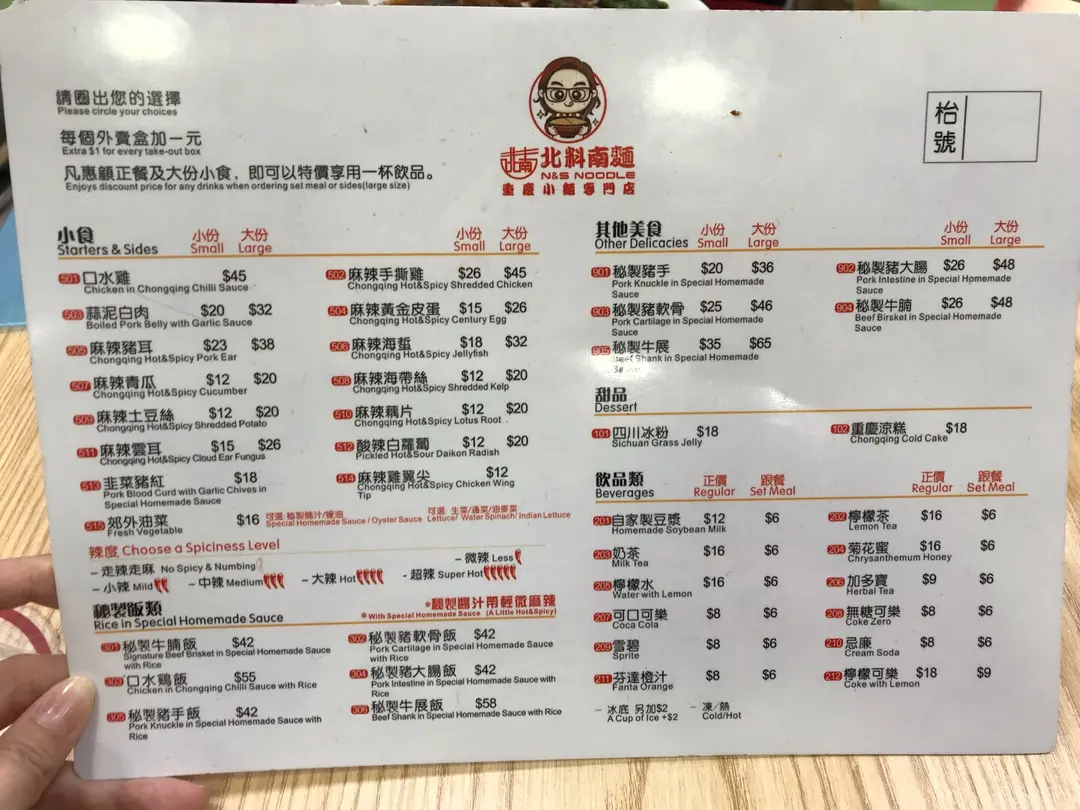 請圈出您的選擇
Please circle your choices
每個外賣盒加一元
Extra $1 for every take-out box
凡惠顧正餐及大份小食，即可以特價享用一杯飲品。
Enjoys discount price for any drinks when ordering set meal or sides(large size)
北料南麵
N&S NOODLE
重慶小麵專門店
枱號
小食 小份 大份 小份 大份
Starters & Sides Small Large Small Large
501 口水雞 $45
Chicken in Chongqing Chilli Sauce
502 麻辣手撕雞 $26 $45
Chongqing Hot&Spicy Shredded Chicken
503 蒜泥白肉 $20 $32
Boiled Pork Belly with Garlic Sauce
504 麻辣黃金皮蛋 $15 $26
Chongqing Hot&Spicy Century Egg
505 麻辣豬耳 $23 $38
Chongqing Hot&Spicy Pork Ear
506 麻辣海蜇 $18 $32
Chongqing Hot&Spicy Jellyfish
507 麻辣青瓜 $12 $20
Chongqing Hot&Spicy Cucumber
508 麻辣海帶絲 $12 $20
Chongqing Hot&Spicy Shredded Kelp
509 麻辣土豆絲 $12 $20
Chongqing Hot&Spicy Shredded Potato
510 麻辣藕片 $12 $20
Chongqing Hot&Spicy Lotus Root
511 麻辣雲耳 $15 $26
Chongqing Hot&Spicy Cloud Ear Fungus
512 酸辣白蘿蔔 $12 $20
Pickled Hot&Sour Daikon Radish
513 韭菜豬紅 $18
Pork Blood Curd with Garlic Chives in
Special Homemade Sauce
514 麻辣雞翼尖 $12
Chongqing Hot&Spicy Chicken Wing
Tip
515 郊外油菜 $16
Fresh Vegetable
可選: 秘製醬汁/蠔油
Special Homemade Sauce / Oyster Sauce
可選: 生菜/通菜/油麥菜
Lettuce/ Water Spinach/ Indian Lettuce
辣度 Choose a Spiciness Level
– 走辣走麻 No Spicy & Numbing
– 微辣 Less
– 小辣 Mild
– 中辣 Medium
– 大辣 Hot
– 超辣 Super Hot
秘製飯類
Rice in Special Homemade Sauce
*秘製醬汁帶輕微麻辣
*With Special Homemade Sauce (A Little Hot&Spicy)
301 秘製牛腩飯 $42
Signature Beef Brisket in Special Homemade Sauce
with Rice
302 秘製豬軟骨飯 $42
Pork Cartilage in Special Homemade Sauce
with Rice
303 口水鷄飯 $55
Chicken in Chongqing Chilli Sauce with Rice
304 秘製豬大腸飯 $42
Pork Intestine in Special Homemade Sauce with
Rice
305 秘製豬手飯 $42
Pork Knuckle in Special Homemade Sauce with
Rice
306 秘製牛展飯 $58
Beef Shank in Special Homemade Sauce with Rice
其他美食 小份 大份 小份 大份
Other Delicacies Small Large Small Large
901 秘製豬手 $20 $36
Pork Knuckle in Special Homemade
Sauce
902 秘製豬大腸 $26 $48
Pork Intestine in Special Homemade
Sauce
903 秘製豬軟骨 $25 $46
Pork Cartilage in Special Homemade
Sauce
904 秘製牛腩 $26 $48
Beef Birsket in Special Homemade
Sauce
905 秘製牛展 $35 $65
Beef Shank in Special Homemade
甜品
Dessert
101 四川冰粉 $18
Sichuan Grass Jelly
102 重慶涼糕 $18
Chongqing Cold Cake
飲品類 正價 跟餐 正價 跟餐
Beverages Regular Set Meal Regular Set Meal
201 自家製豆漿 $12 $6
Homemade Soybean Milk
202 檸檬茶 $16 $6
Lemon Tea
203 奶茶 $16 $6
Milk Tea
204 菊花蜜 $16 $6
Chrysanthemum Honey
205 檸檬水 $16 $6
Water with Lemon
206 加多寶 $9 $6
Herbal Tea
207 可口可樂 $8 $6
Coca Cola
208 無糖可樂 $8 $6
Coke Zero
209 雪碧 $8 $6
Sprite
210 忌廉 $8 $6
Cream Soda
211 芬達橙汁 $8 $6
Fanta Orange
212 檸檬可樂 $18 $9
Coke with Lemon
– 冰底 另加$2
A Cup of Ice +$2
– 凍／熱
Cold/Hot